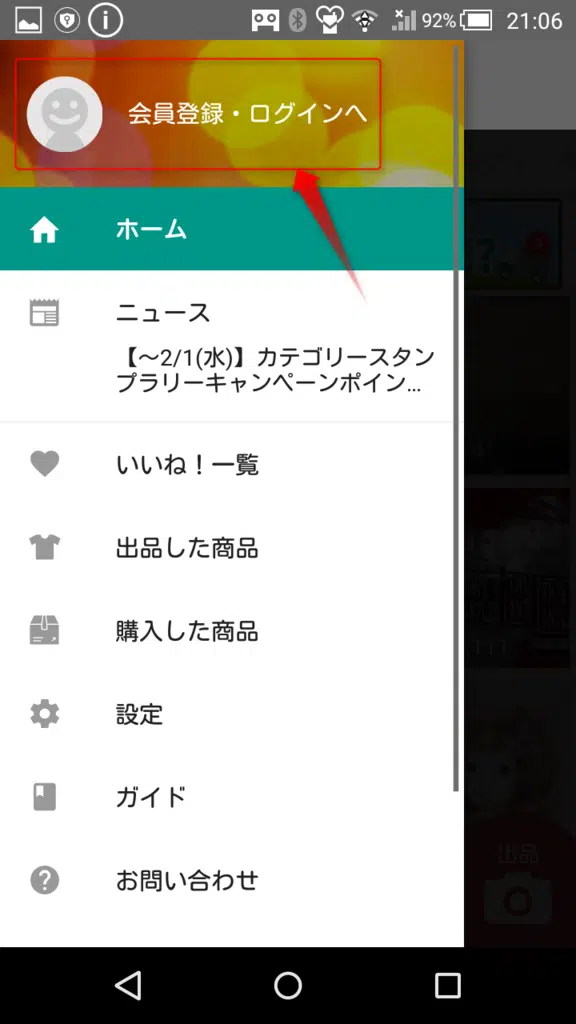 92% 21:06
会員登録・ログインへ
ホーム
ニュース
【～2/1(水)】カテゴリースタン
プラリーキャンペーンポイン...
いいね！一覧
出品した商品
購入した商品
設定
ガイド
お問い合わせ
出品